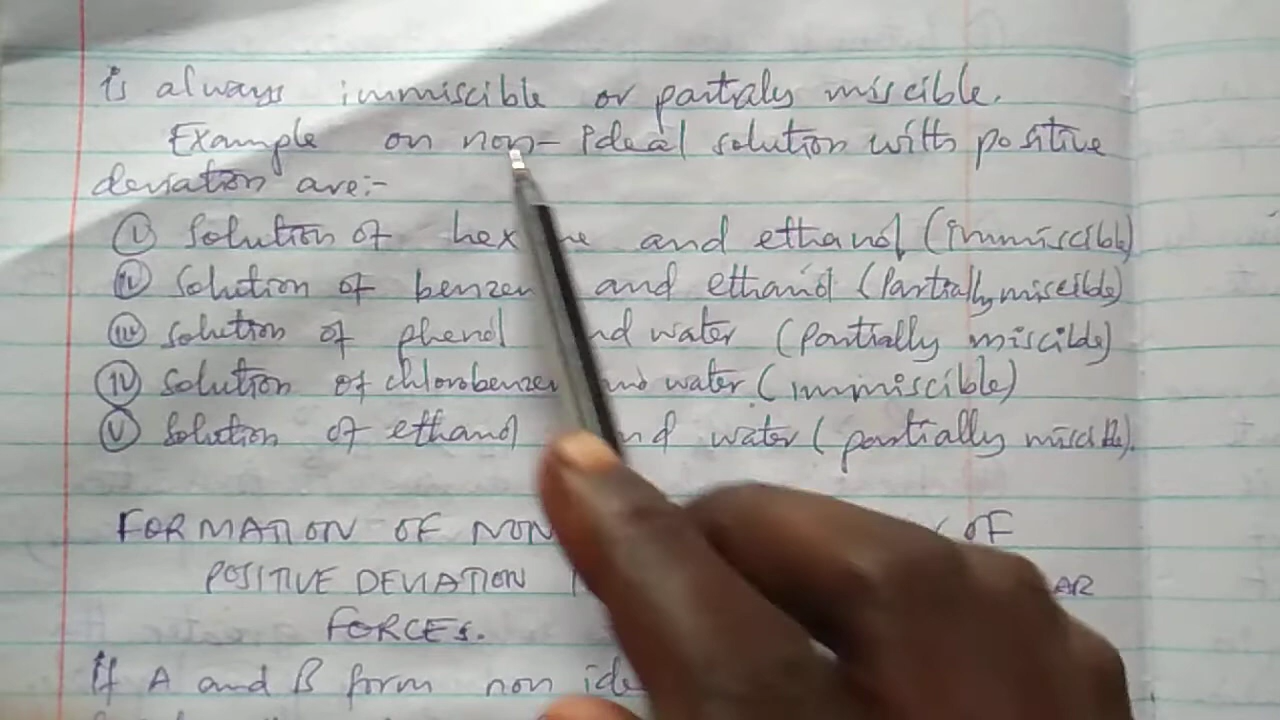 is always immiscible or partialy miscible.
Example on non-ideal solution with positive
deviation are:-
(i) Solution of hex ne and ethanol (immiscible)
(ii) Solution of benzen and ethanol (Partially miscible)
(iii) Solution of phenol nd water (partially miscible)
(iv) Solution of chlorobenzen and water (immiscible)
(v) Solution of ethanol nd water (partially miscible).
FORMATION OF NON OF
POSITIVE DEVIATION AR
FORCES.
If A and B form non ide